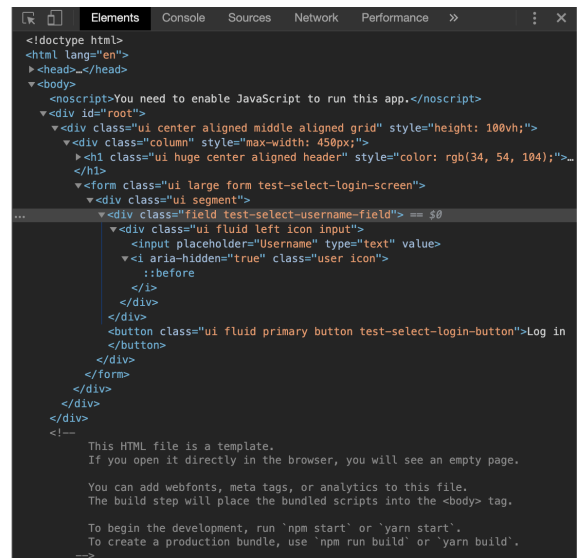 Elements Console Sources Network Performance »
<!doctype html>
<html lang="en">
▶<head>…</head>
▼<body>
<noscript>You need to enable JavaScript to run this app.</noscript>
▼<div id="root">
▼<div class="ui center aligned middle aligned grid" style="height: 100vh;">
▼<div class="column" style="max-width: 450px;">
▶<h1 class="ui huge center aligned header" style="color: rgb(34, 54, 104);">…
</h1>
▼<form class="ui large form test-select-login-screen">
▼<div class="ui segment">
… ▼<div class="field test-select-username-field"> == $0
▼<div class="ui fluid left icon input">
<input placeholder="Username" type="text" value>
▼<i aria-hidden="true" class="user icon">
::before
</i>
</div>
</div>
<button class="ui fluid primary button test-select-login-button">Log in
</button>
</div>
</form>
</div>
</div>
</div>
<!--
This HTML file is a template.
If you open it directly in the browser, you will see an empty page.
You can add webfonts, meta tags, or analytics to this file.
The build step will place the bundled scripts into the <body> tag.
To begin the development, run `npm start` or `yarn start`.
To create a production bundle, use `npm run build` or `yarn build`.
-->